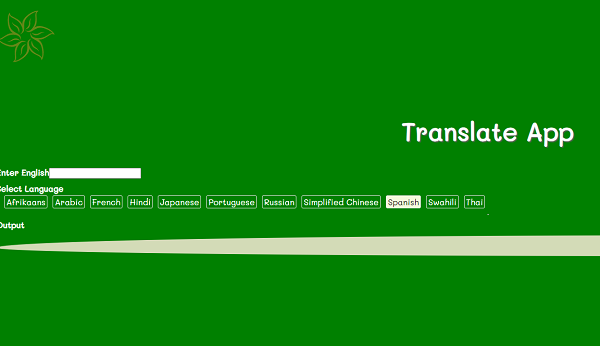 Translate App
Enter English
Select Language
Afrikaans Arabic French Hindi Japanese Portuguese Russian Simplified Chinese Spanish Swahili Thai
Output